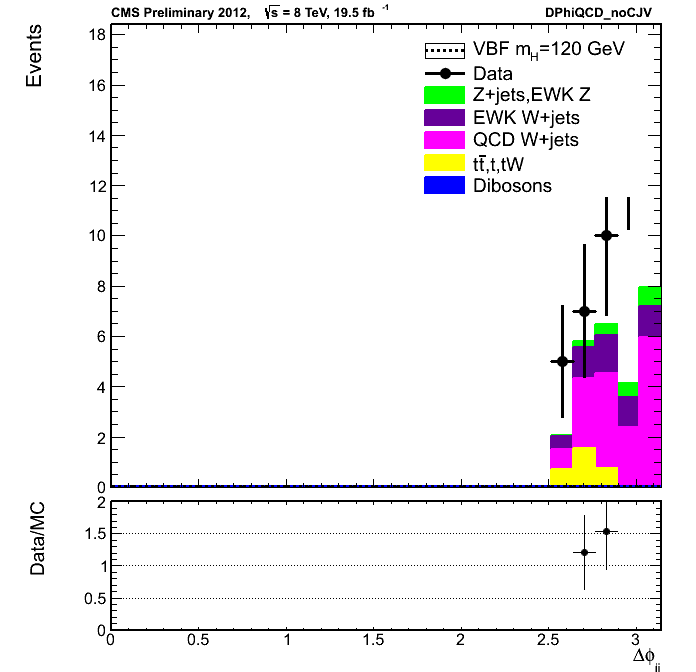 CMS Preliminary 2012, √s = 8 TeV, 19.5 fb⁻¹ DPhiQCD_noCJV
Events
18
16
14
12
10
8
6
4
2
0
VBF m_H=120 GeV
Data
Z+jets,EWK Z
EWK W+jets
QCD W+jets
tt̄,t,tW
Dibosons
Data/MC
2
1.5
1
0.5
0
0 0.5 1 1.5 2 2.5 3
Δϕ_jj